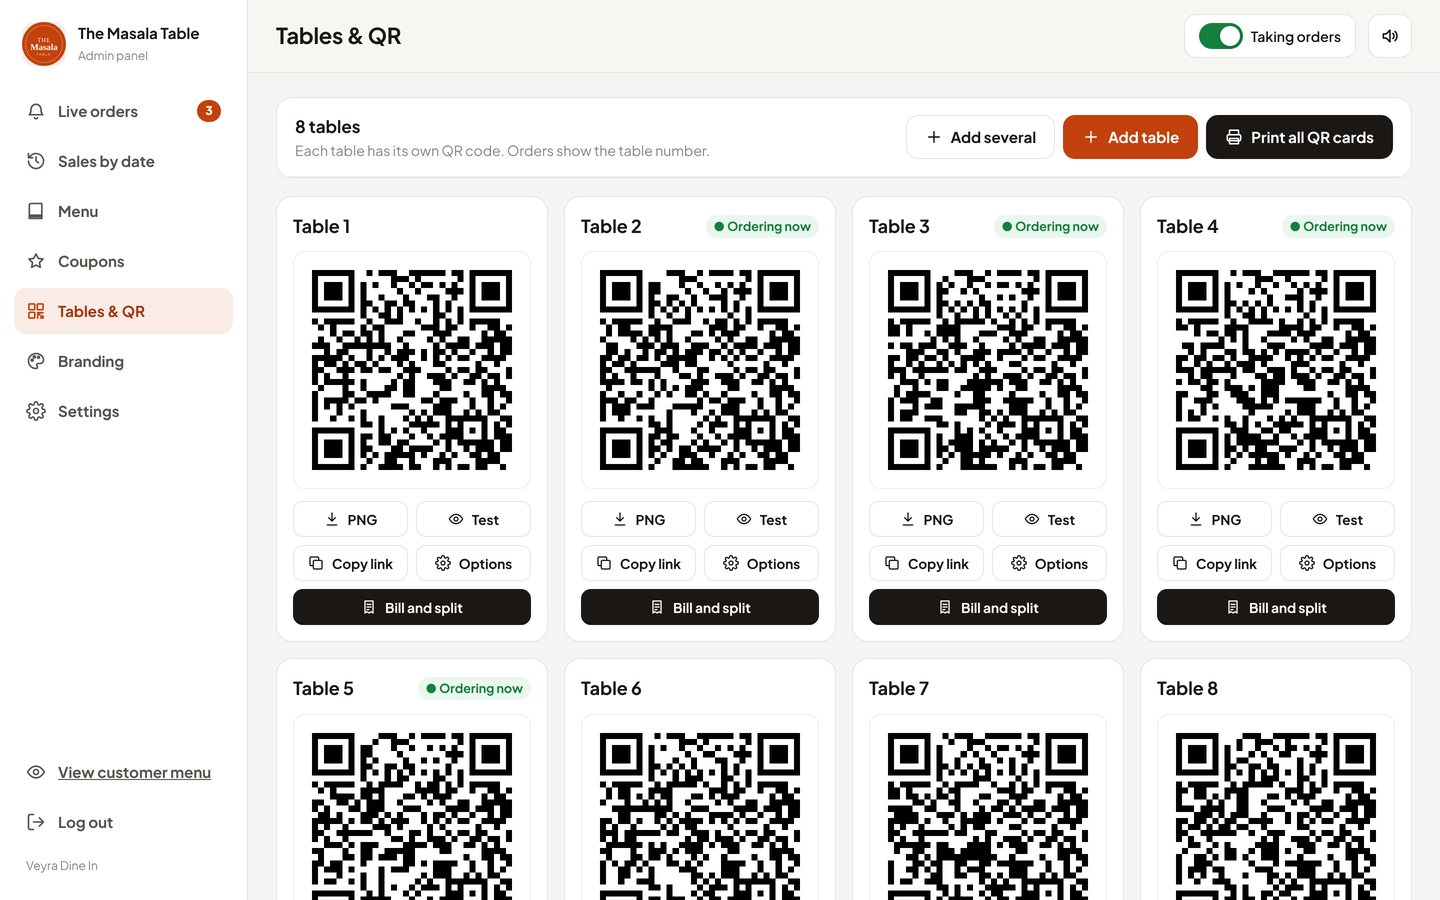 THE
Masala
TABLE
The Masala Table
Admin panel
Live orders
3
Sales by date
Menu
Coupons
Tables & QR
Branding
Settings
View customer menu
Log out
Veyra Dine In
Tables & QR
Taking orders
8 tables
Each table has its own QR code. Orders show the table number.
Add several
Add table
Print all QR cards
Table 1
PNG
Test
Copy link
Options
Bill and split
Table 2
Ordering now
PNG
Test
Copy link
Options
Bill and split
Table 3
Ordering now
PNG
Test
Copy link
Options
Bill and split
Table 4
Ordering now
PNG
Test
Copy link
Options
Bill and split
Table 5
Ordering now
Table 6
Table 7
Table 8